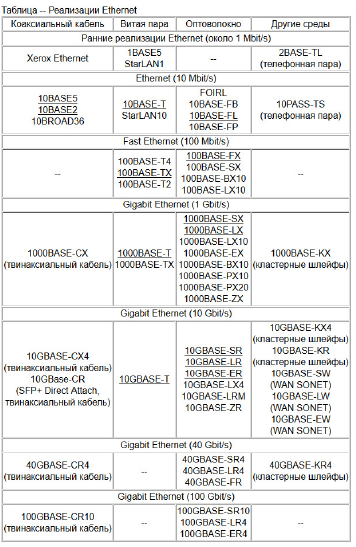 Таблица -- Реализации Ethernet
Коаксиальный кабель Витая пара Оптоволокно Другие среды
Ранние реализации Ethernet (около 1 Mbit/s)
Xerox Ethernet
1BASE5
StarLAN1
--
2BASE-TL
(телефонная пара)
Ethernet (10 Mbit/s)
10BASE5
10BASE2
10BROAD36
10BASE-T
StarLAN10
FOIRL
10BASE-FB
10BASE-FL
10BASE-FP
10PASS-TS
(телефонная пара)
Fast Ethernet (100 Mbit/s)
--
100BASE-T4
100BASE-TX
100BASE-T2
100BASE-FX
100BASE-SX
100BASE-BX10
100BASE-LX10
--
Gigabit Ethernet (1 Gbit/s)
1000BASE-CX
(твинаксиальный кабель)
1000BASE-T
1000BASE-TX
1000BASE-SX
1000BASE-LX
1000BASE-LX10
1000BASE-EX
1000BASE-BX10
1000BASE-PX10
1000BASE-PX20
1000BASE-ZX
1000BASE-KX
(кластерные шлейфы)
Gigabit Ethernet (10 Gbit/s)
10GBASE-CX4
(твинаксиальный кабель)
10GBase-CR
(SFP+ Direct Attach,
твинаксиальный кабель)
10GBASE-T
10GBASE-SR
10GBASE-LR
10GBASE-ER
10GBASE-LX4
10GBASE-LRM
10GBASE-ZR
10GBASE-KX4
(кластерные шлейфы)
10GBASE-KR
(кластерные шлейфы)
10GBASE-SW
(WAN SONET)
10GBASE-LW
(WAN SONET)
10GBASE-EW
(WAN SONET)
Gigabit Ethernet (40 Gbit/s)
40GBASE-CR4
(твинаксиальный кабель)
--
40GBASE-SR4
40GBASE-LR4
40GBASE-FR
40GBASE-KR4
(кластерные шлейфы)
Gigabit Ethernet (100 Gbit/s)
100GBASE-CR10
(твинаксиальный кабель)
--
100GBASE-SR10
100GBASE-LR4
100GBASE-ER4
--